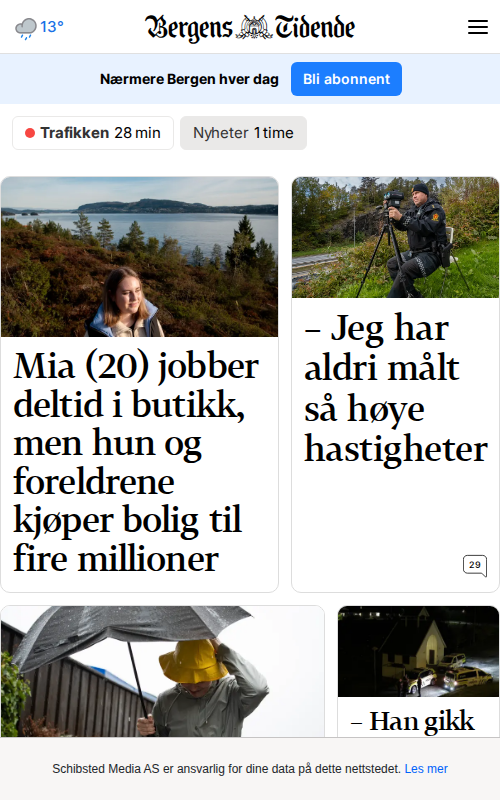 13°
Bergens Tidende
Nærmere Bergen hver dag
Bli abonnent
Trafikken 28 min
Nyheter 1 time
Mia (20) jobber
deltid i butikk,
men hun og
foreldrene
kjøper bolig til
fire millioner
– Jeg har
aldri målt
så høye
hastigheter
29
– Han gikk
Schibsted Media AS er ansvarlig for dine data på dette nettstedet. Les mer